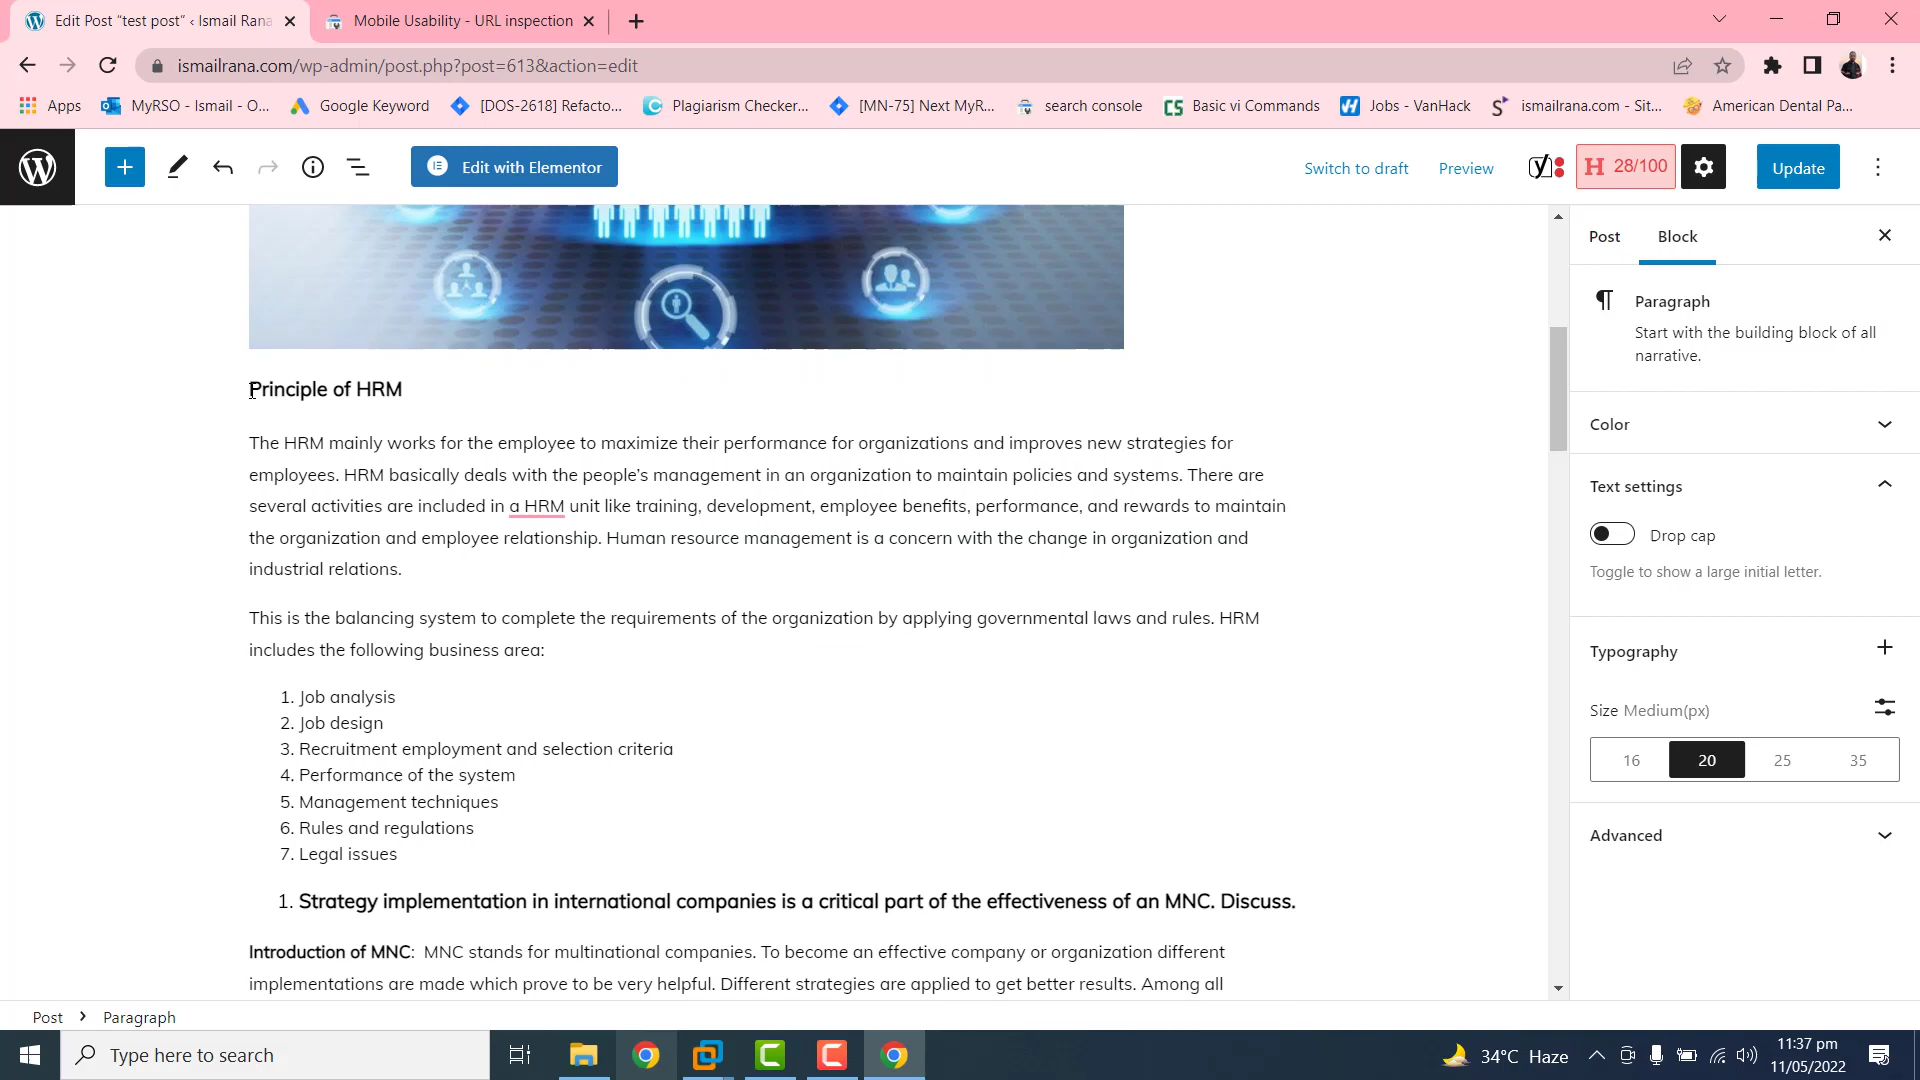 Edit Post “test post” ‹ Ismail Rana
Mobile Usability - URL inspection
ismailrana.com/wp-admin/post.php?post=613&action=edit
Apps
MyRSO - Ismail - O...
Google Keyword
[DOS-2618] Refacto...
Plagiarism Checker...
[MN-75] Next MyR...
search console
CS
Basic vi Commands
Jobs - VanHack
ismailrana.com - Sit...
American Dental Pa...
Edit with Elementor
Switch to draft
Preview
H 28/100
Update
Post
Block
Paragraph
Start with the building block of all
narrative.
Color
Text settings
Drop cap
Toggle to show a large initial letter.
Typography
Size Medium(px)
16
20
25
35
Advanced
Principle of HRM
The HRM mainly works for the employee to maximize their performance for organizations and improves new strategies for
employees. HRM basically deals with the people’s management in an organization to maintain policies and systems. There are
several activities are included in a HRM unit like training, development, employee benefits, performance, and rewards to maintain
the organization and employee relationship. Human resource management is a concern with the change in organization and
industrial relations.
This is the balancing system to complete the requirements of the organization by applying governmental laws and rules. HRM
includes the following business area:
1. Job analysis
2. Job design
3. Recruitment employment and selection criteria
4. Performance of the system
5. Management techniques
6. Rules and regulations
7. Legal issues
1. Strategy implementation in international companies is a critical part of the effectiveness of an MNC. Discuss.
Introduction of MNC: MNC stands for multinational companies. To become an effective company or organization different
implementations are made which prove to be very helpful. Different strategies are applied to get better results. Among all
Post
Paragraph
Type here to search
34°C Haze
11:37 pm
11/05/2022